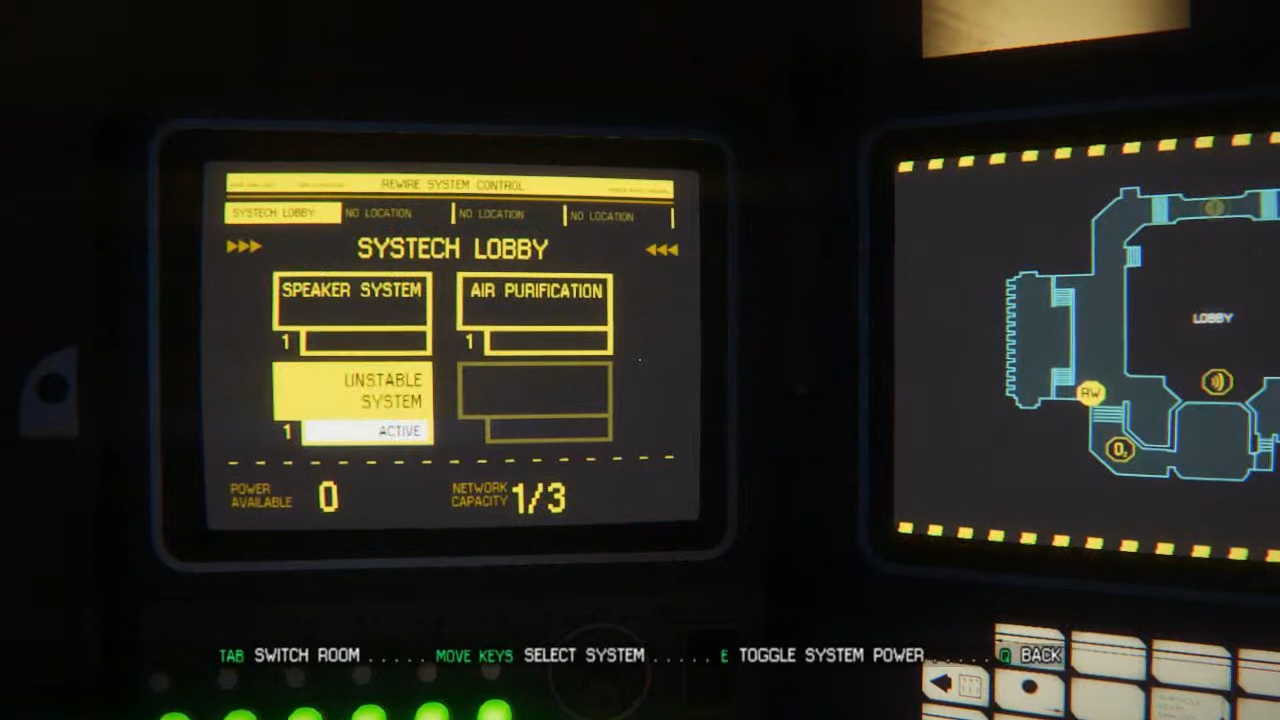 REWIRE SYSTEM CONTROL
SYSTECH LOBBY
NO LOCATION
NO LOCATION
NO LOCATION
SYSTECH LOBBY
SPEAKER SYSTEM
1
AIR PURIFICATION
1
UNSTABLE
SYSTEM
1 ACTIVE
POWER
AVAILABLE 0
NETWORK
CAPACITY 1/3
LOBBY
RW
O₂
TAB SWITCH ROOM ..... MOVE KEYS SELECT SYSTEM ..... E TOGGLE SYSTEM POWER ..... Q BACK